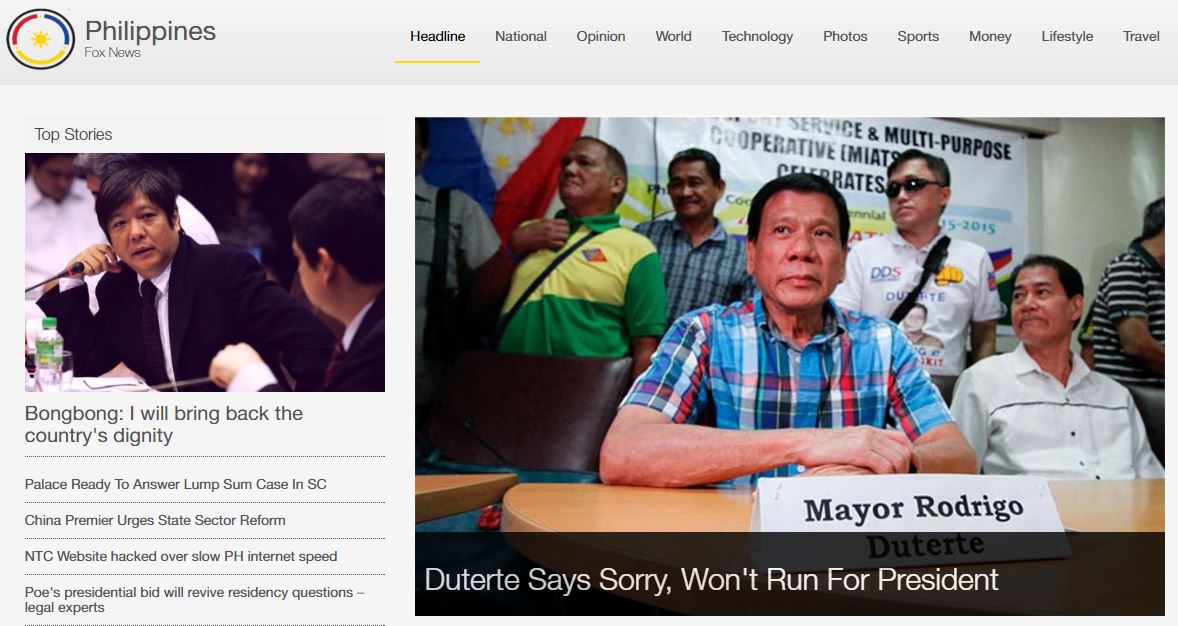 Philippines
Fox News
Headline National Opinion World Technology Photos Sports Money Lifestyle Travel
Top Stories
Bongbong: I will bring back the
country's dignity
Palace Ready To Answer Lump Sum Case In SC
China Premier Urges State Sector Reform
NTC Website hacked over slow PH internet speed
Poe's presidential bid will revive residency questions –
legal experts
SERVICE & MULTI-PURPOSE
COOPERATIVE (MIATS
CELEBRATES
15-2015
DDS
DUTERTE
Mayor Rodrigo
Duterte
Duterte Says Sorry, Won't Run For President